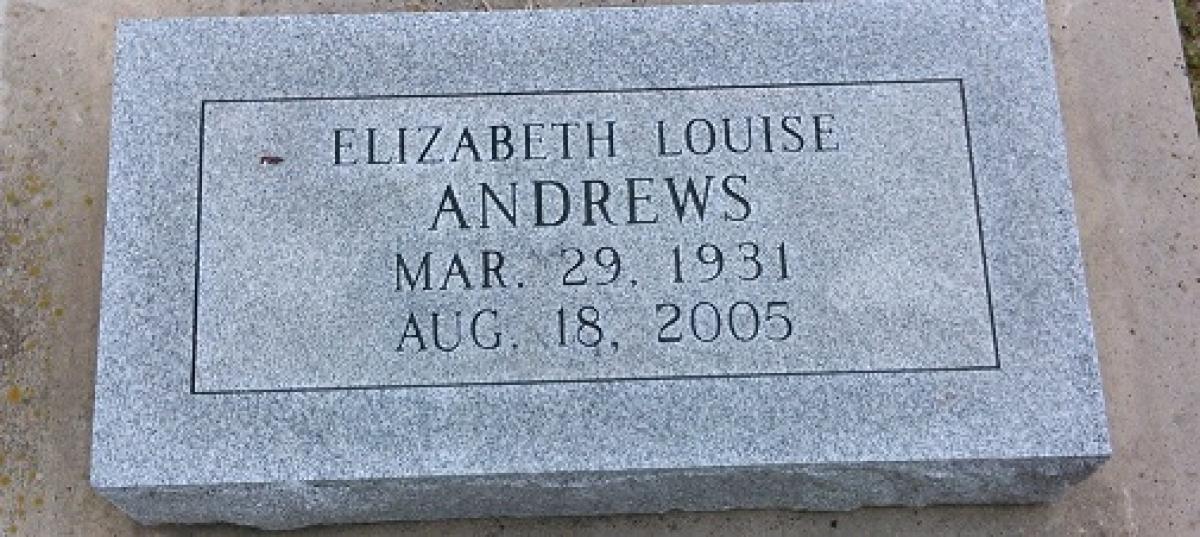 ELIZABETH LOUISE
ANDREWS
MAR. 29, 1931
AUG. 18, 2005